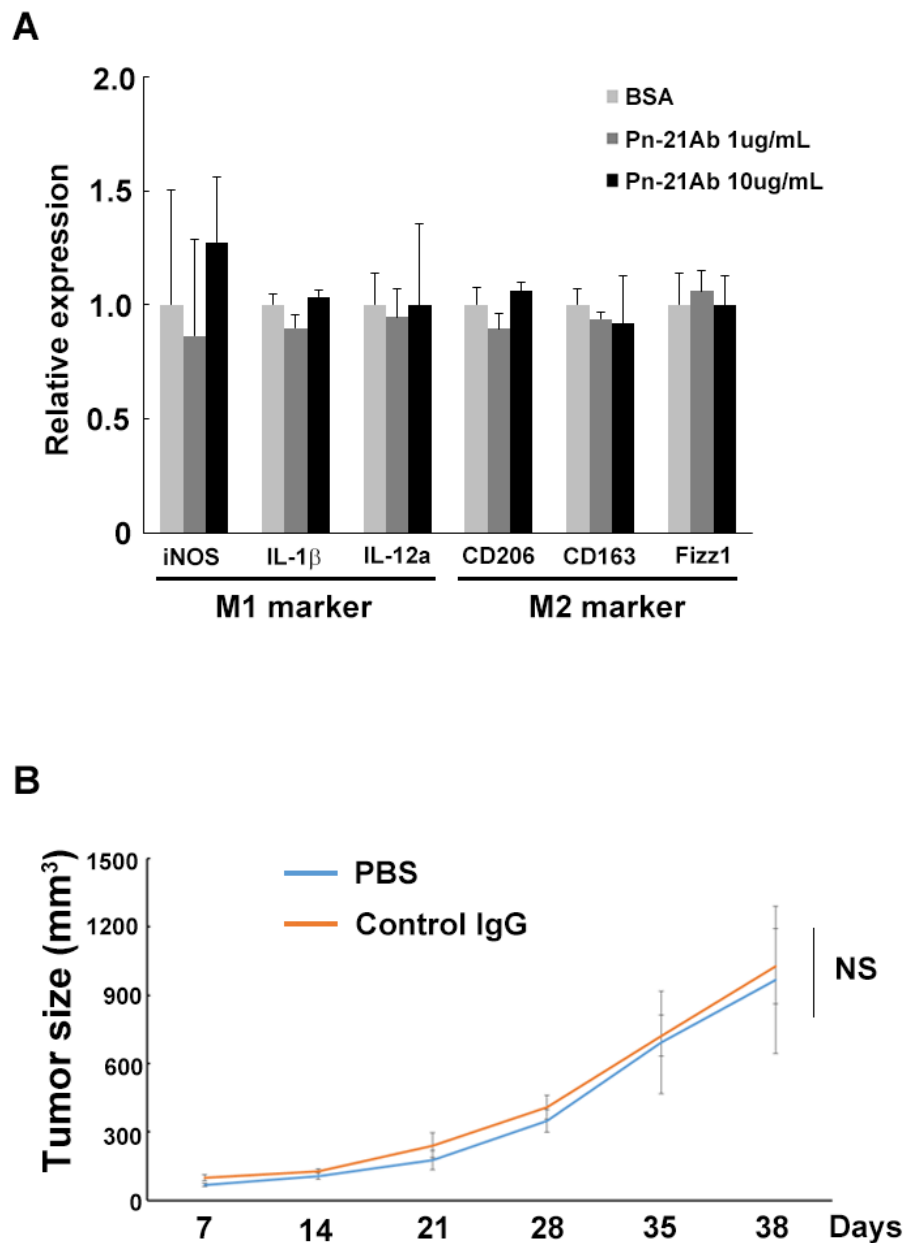 A
2.0
1.5
1.0
0.5
0
Relative expression
BSA
Pn-21Ab 1ug/mL
Pn-21Ab 10ug/mL
iNOS IL-1β IL-12a CD206 CD163 Fizz1
M1 marker M2 marker
B
1500
1200
900
600
300
0
Tumor size (mm³)
PBS
Control IgG
NS
7 14 21 28 35 38 Days